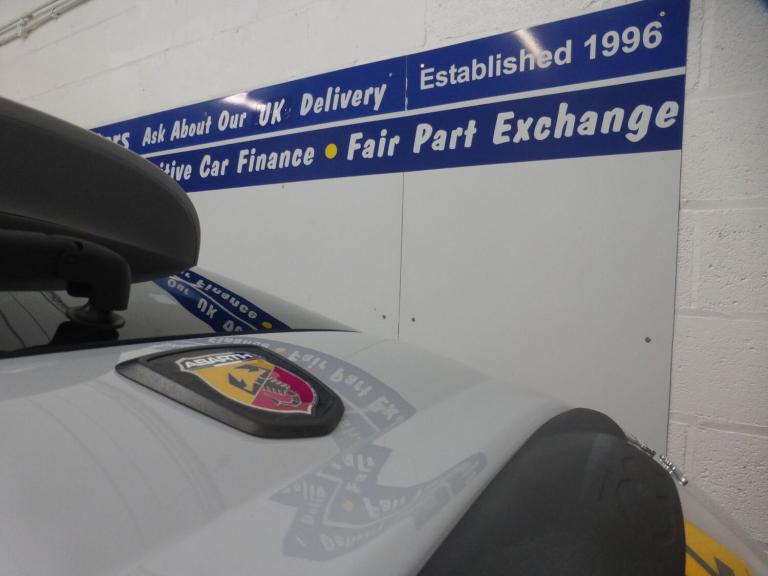 Ask About Our UK Delivery
Established 1996
Car Finance • Fair Part Exchange
ABARTH